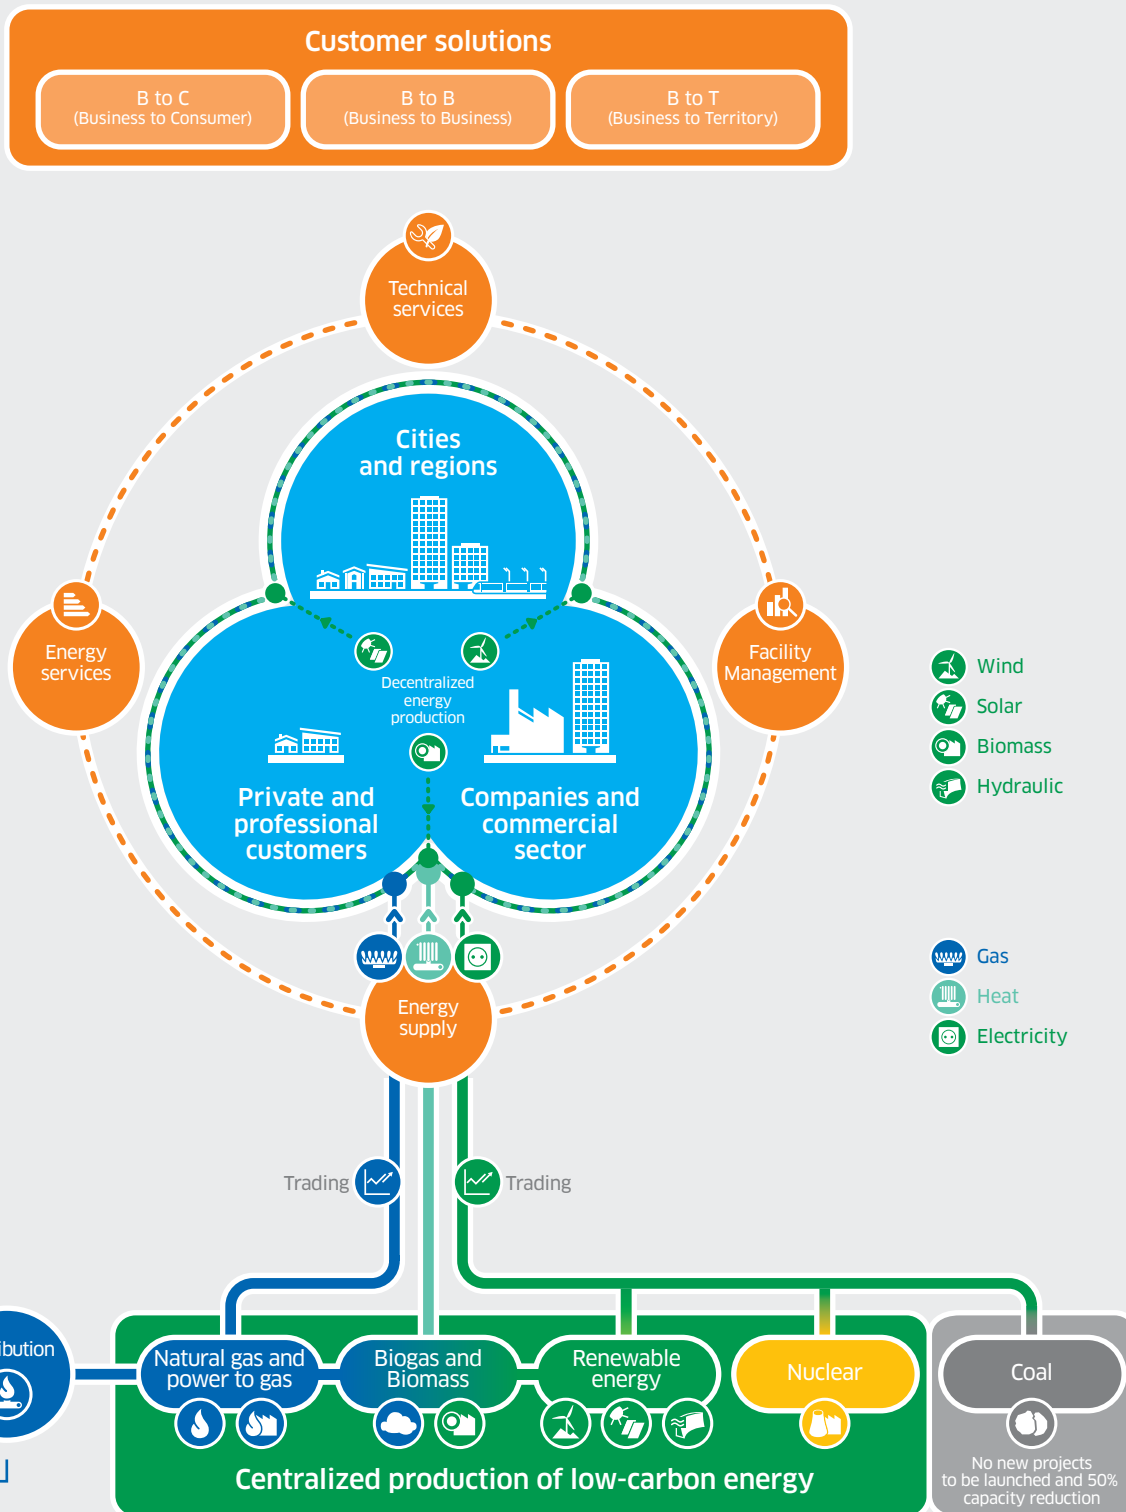 Customer solutions
B to C
(Business to Consumer)
B to B
(Business to Business)
B to T
(Business to Territory)
Technical
services
Cities
and regions
Energy
services
Facility
Management
Decentralized
energy
production
Private and
professional
customers
Companies and
commercial
sector
Wind
Solar
Biomass
Hydraulic
Gas
Heat
Electricity
Energy
supply
Trading
Trading
ibution
Natural gas and
power to gas
Biogas and
Biomass
Renewable
energy
Nuclear
Coal
Centralized production of low-carbon energy
No new projects
to be launched and 50%
capacity reduction